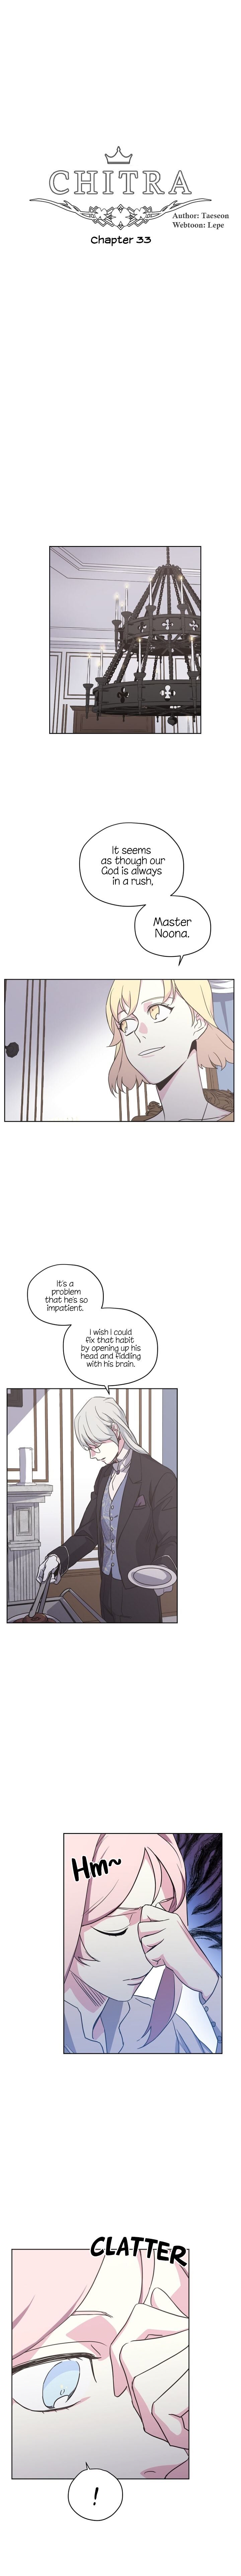 CHITRA
Author: Taeseon
Webtoon: Lepe
Chapter 33
It seems
as though our
God is always
in a rush,
Master
Noona.
It's a
problem
that he's so
impatient.
I wish I could
fix that habit
by opening up his
head and fiddling
with his brain.
Hm~
CLATTER
!